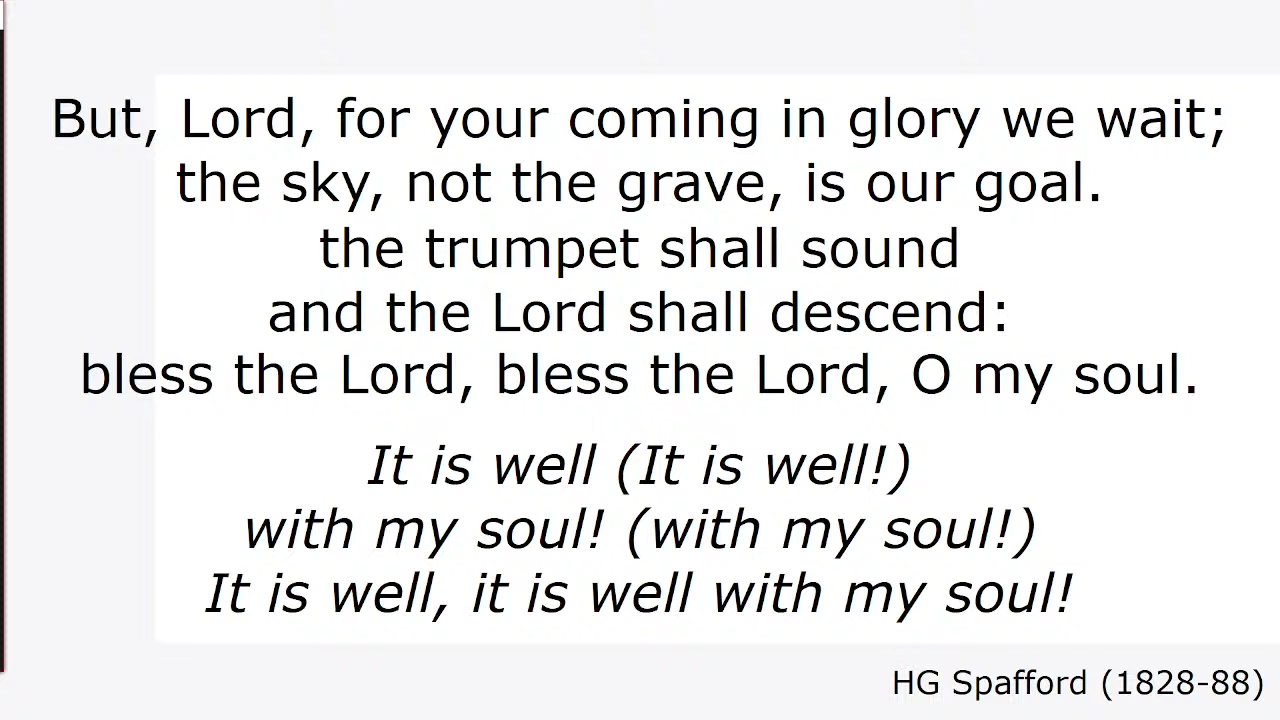 But, Lord, for your coming in glory we wait;
the sky, not the grave, is our goal.
the trumpet shall sound
and the Lord shall descend:
bless the Lord, bless the Lord, O my soul.
It is well (It is well!)
with my soul! (with my soul!)
It is well, it is well with my soul!
HG Spafford (1828-88)